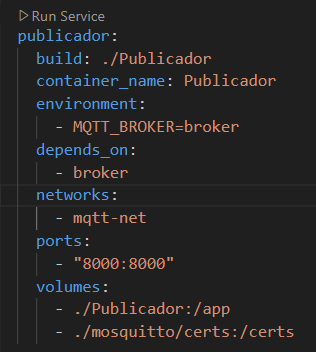 Run Service
publicador:
  build: ./Publicador
  container_name: Publicador
  environment:
    - MQTT_BROKER=broker
  depends_on:
    - broker
  networks:
    - mqtt-net
  ports:
    - "8000:8000"
  volumes:
    - ./Publicador:/app
    - ./mosquitto/certs:/certs